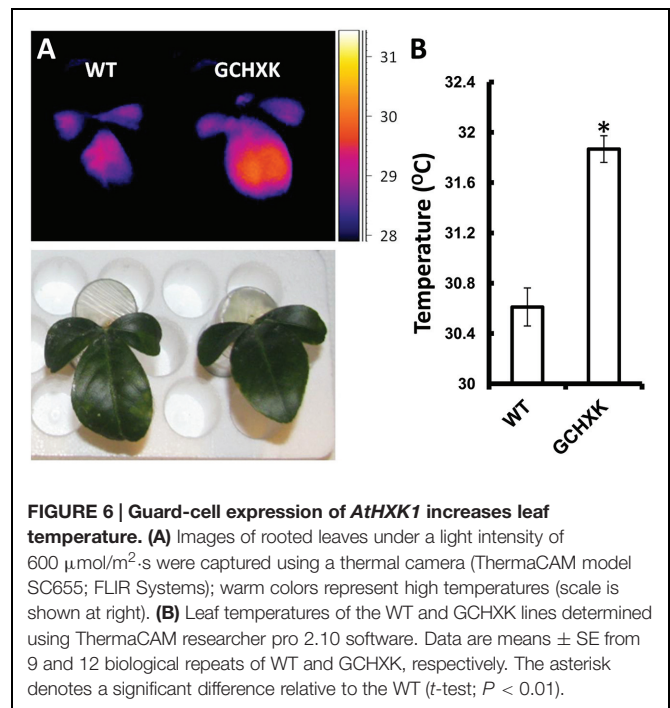 A
WT
GCHXK
31
30
29
28
B
32.4
32
31.6
31.2
30.8
30.4
30
Temperature (⁰C)
*
WT
GCHXK
FIGURE 6 | Guard-cell expression of AtHXK1 increases leaf
temperature. (A) Images of rooted leaves under a light intensity of
600 μmol/m²·s were captured using a thermal camera (ThermaCAM model
SC655; FLIR Systems); warm colors represent high temperatures (scale is
shown at right). (B) Leaf temperatures of the WT and GCHXK lines determined
using ThermaCAM researcher pro 2.10 software. Data are means ± SE from
9 and 12 biological repeats of WT and GCHXK, respectively. The asterisk
denotes a significant difference relative to the WT (t-test; P < 0.01).